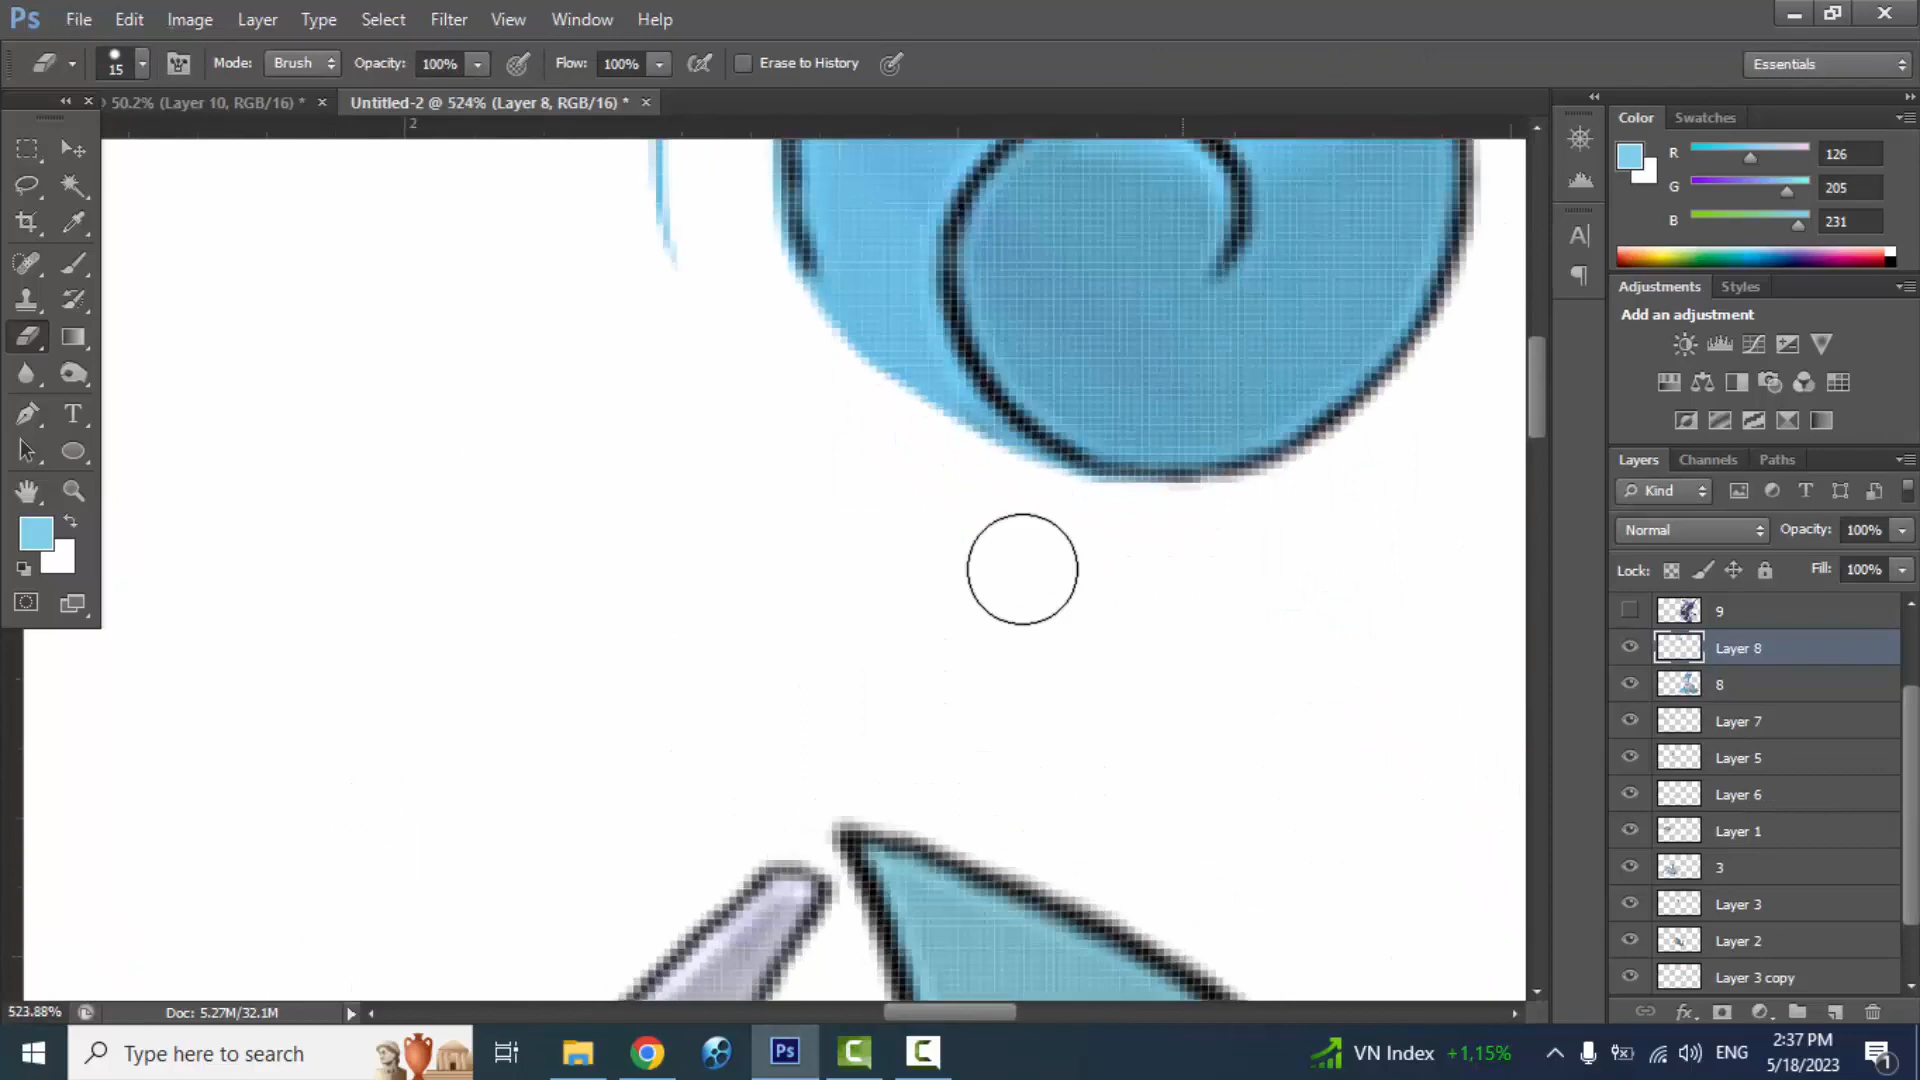 Ps File Edit Image Layer Type Select Filter View Window Help
15 Mode: Brush Opacity: 100% Flow: 100% Erase to History Essentials
50.2% (Layer 10, RGB/16) * × Untitled-2 @ 524% (Layer 8, RGB/16) * ×
2
Color Swatches
R 126
G 205
B 231
Adjustments Styles
Add an adjustment
Layers Channels Paths
Kind
Normal Opacity: 100%
Lock: Fill: 100%
9
Layer 8
8
Layer 7
Layer 5
Layer 6
Layer 1
3
Layer 3
Layer 2
Layer 3 copy
523.88% Doc: 5.27M/32.1M
Type here to search
Ps
VN Index +1,15%
ENG
2:37 PM
5/18/2023
1